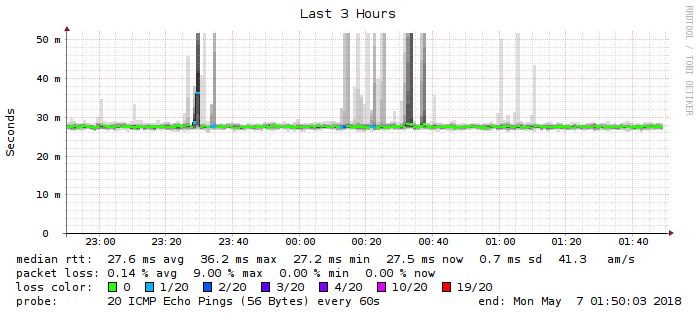 Last 3 Hours
RRDTOOL / TOBI OETIKER
Seconds
50 m
40 m
30 m
20 m
10 m
0
23:00 23:20 23:40 00:00 00:20 00:40 01:00 01:20 01:40
median rtt: 27.6 ms avg 36.2 ms max 27.2 ms min 27.5 ms now 0.7 ms sd 41.3 am/s
packet loss: 0.14 % avg 9.00 % max 0.00 % min 0.00 % now
loss color: 0 1/20 2/20 3/20 4/20 10/20 19/20
probe: 20 ICMP Echo Pings (56 Bytes) every 60s end: Mon May 7 01:50:03 2018